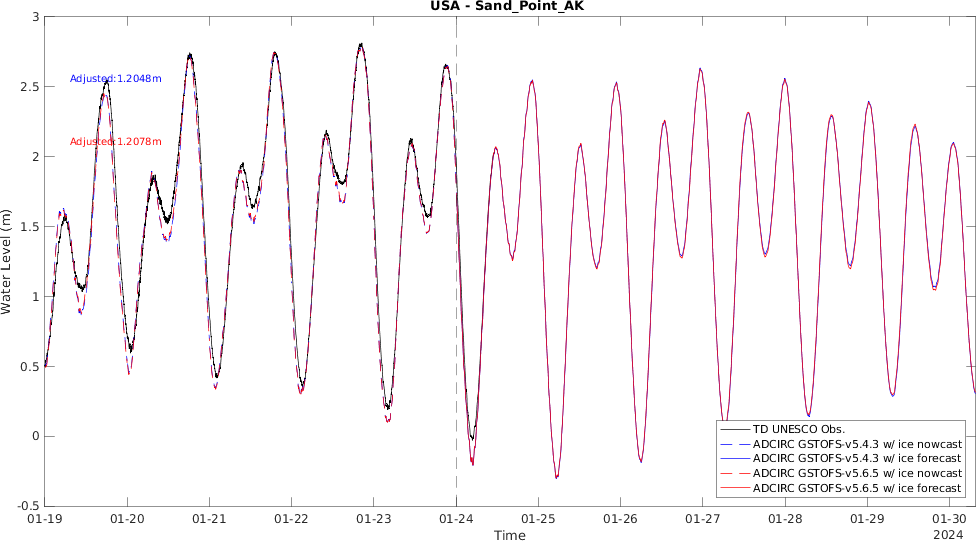 USA - Sand_Point_AK
Water Level (m)
3
2.5
2
1.5
1
0.5
0
-0.5
Adjusted:1.2048m
Adjusted:1.2078m
TD UNESCO Obs.
ADCIRC GSTOFS-v5.4.3 w/ ice nowcast
ADCIRC GSTOFS-v5.4.3 w/ ice forecast
ADCIRC GSTOFS-v5.6.5 w/ ice nowcast
ADCIRC GSTOFS-v5.6.5 w/ ice forecast
01-19 01-20 01-21 01-22 01-23 01-24 01-25 01-26 01-27 01-28 01-29 01-30
Time
2024